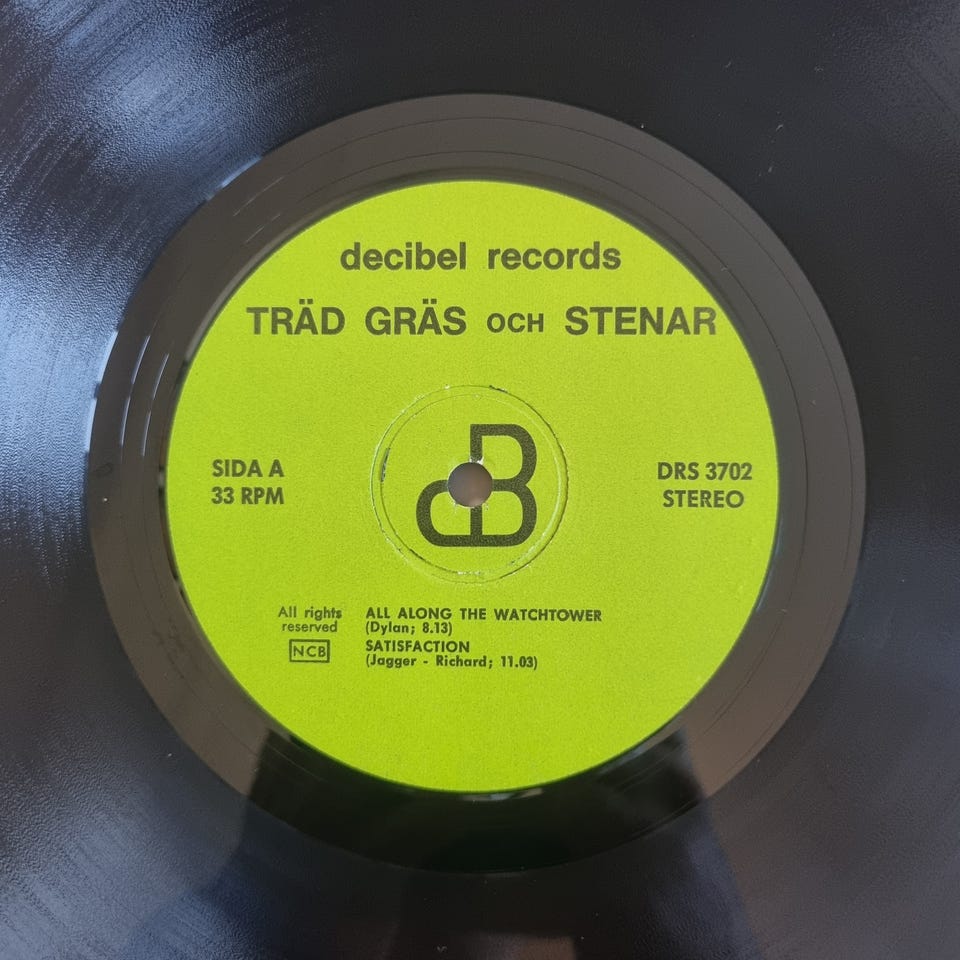 decibel records
TRÄD GRÄS OCH STENAR
dB
SIDA A
33 RPM
DRS 3702
STEREO
All rights
reserved
NCB
ALL ALONG THE WATCHTOWER
(Dylan; 8.13)
SATISFACTION
(Jagger - Richard; 11.03)